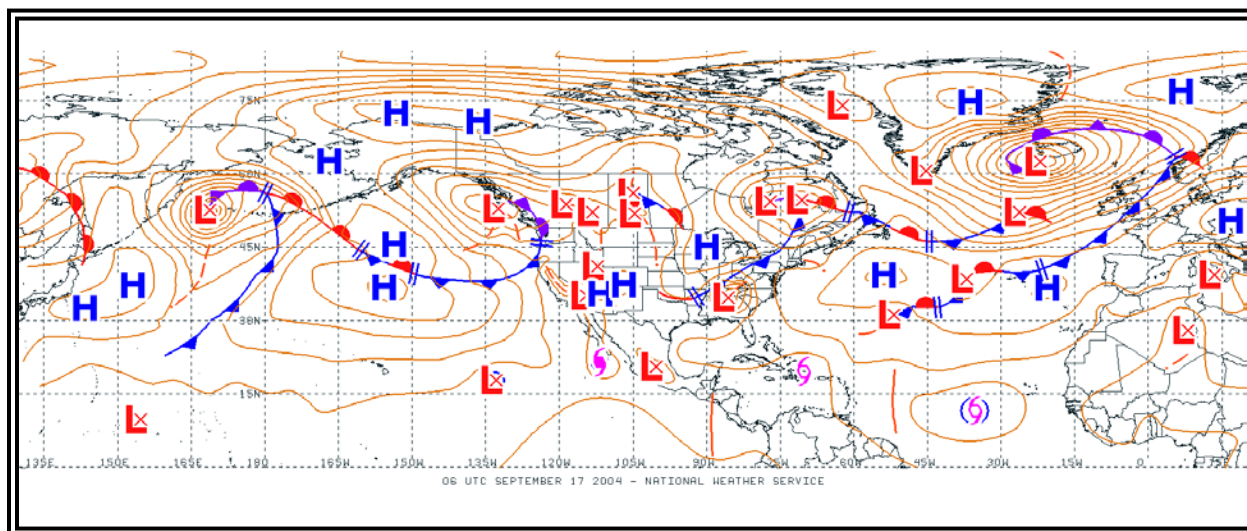 H H L H
75N
H L
60N
L L L L L L L L
45N
H H H H H
H H L H H L H L H L
L L
30N
L L L
15N
L
135E 150E 165E 180 165W 150W 135W 120W 105W 90W 75W 60W 45W 30W 15W 0
06 UTC SEPTEMBER 17 2004 - NATIONAL WEATHER SERVICE